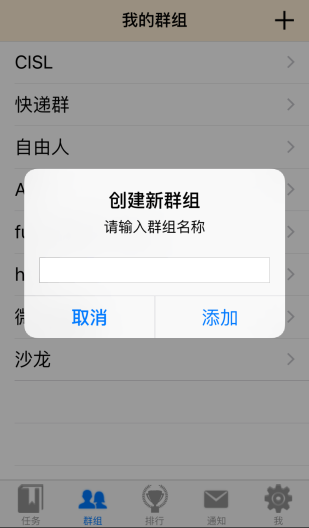 我的群组
CISL
快递群
自由人
创建新群组
请输入群组名称
取消
添加
沙龙
任务
群组
排行
通知
我